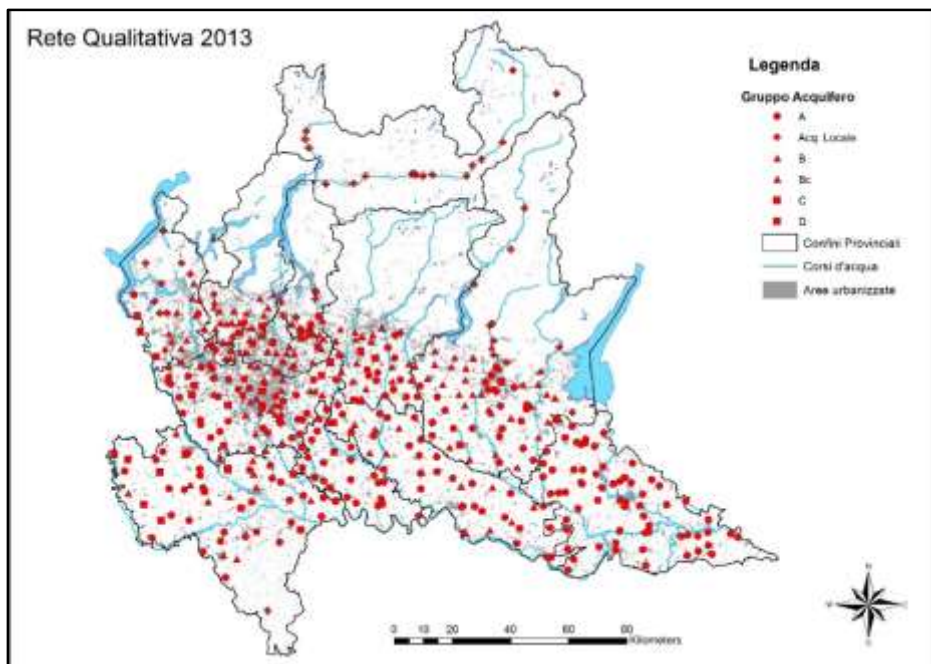 Rete Qualitativa 2013
Legenda
Gruppo Acquifero
A
Acq. Locale
B
Bc
C
D
Confini Provinciali
Corsi d'acqua
Aree urbanizzate
N
S
0 10 20 40 60 80
Kilometers